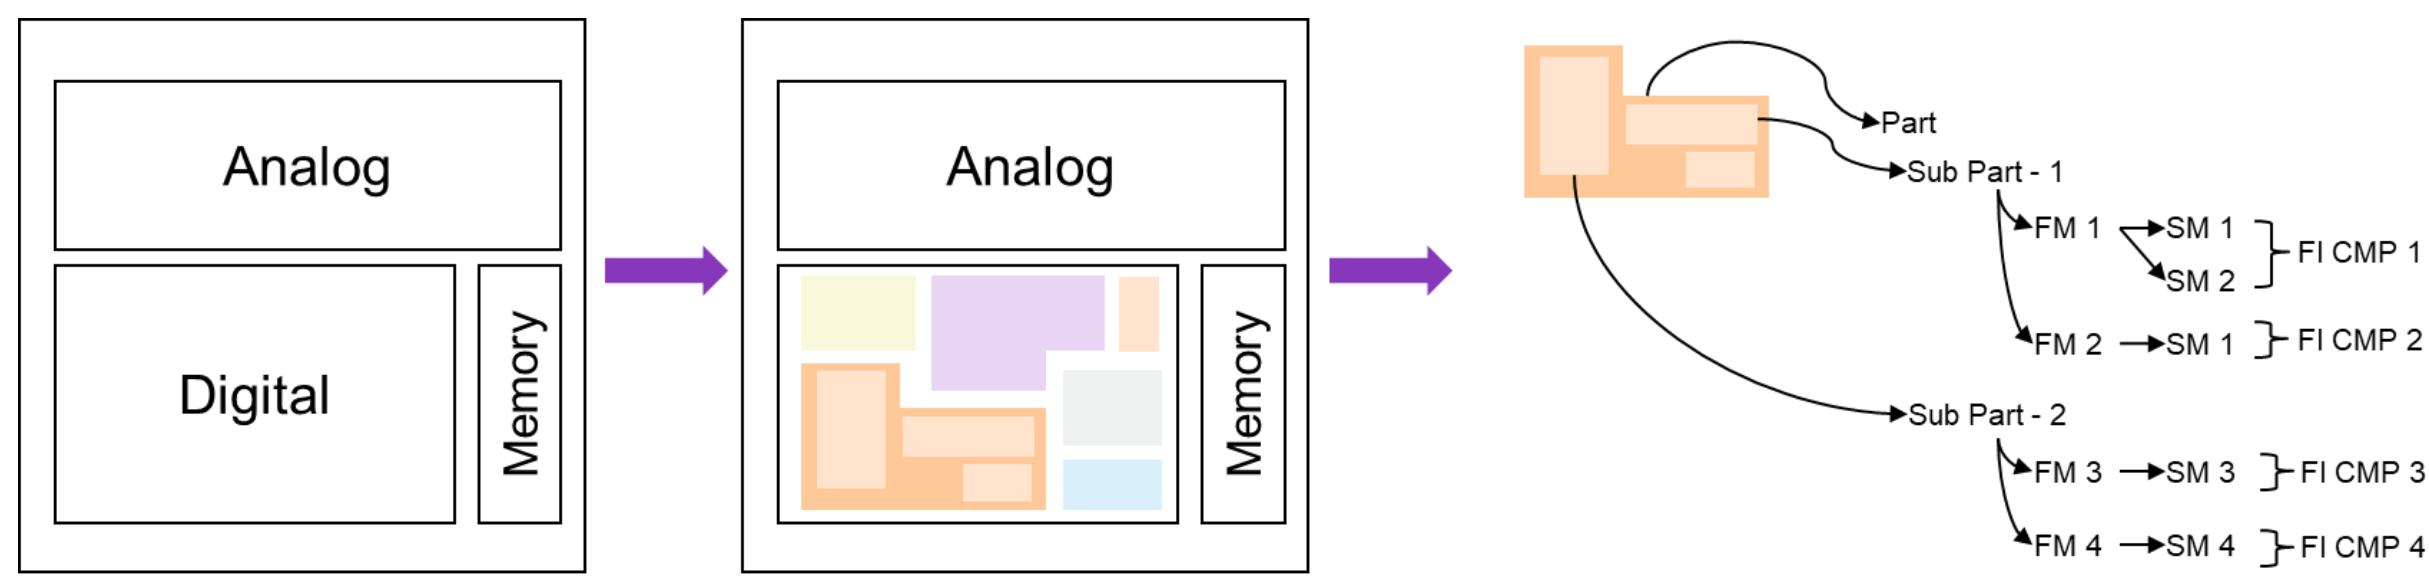 Analog
Digital
Memory
Analog
Memory
Part
Sub Part - 1
FM 1 SM 1
SM 2
FI CMP 1
FM 2 SM 1 FI CMP 2
Sub Part - 2
FM 3 SM 3 FI CMP 3
FM 4 SM 4 FI CMP 4